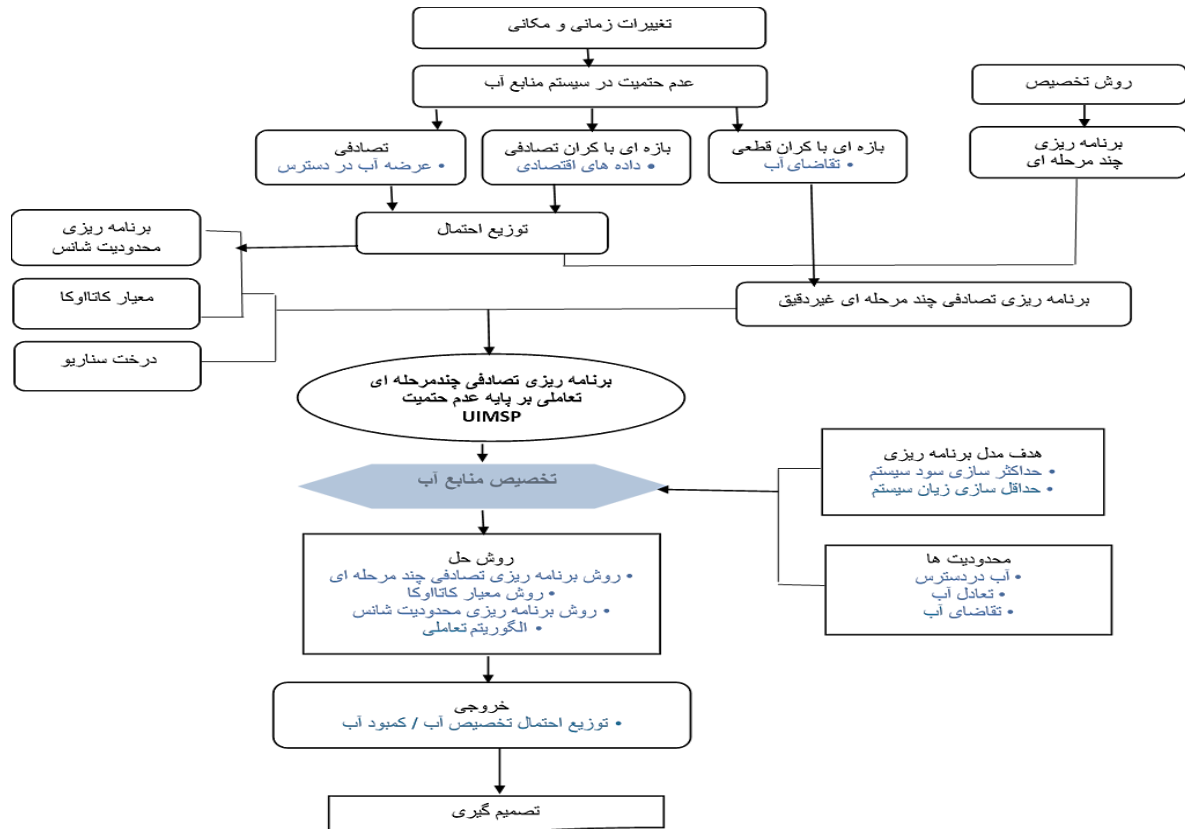 تغییرات زمانی و مکانی
عدم حتمیت در سیستم منابع آب
روش تخصیص
تصادفی
• عرضه آب در دسترس
بازه ای با کران تصادفی
• داده های اقتصادی
بازه ای با کران قطعی
• تقاضای آب
برنامه ریزی
چند مرحله ای
توزیع احتمال
برنامه ریزی
محدودیت شانس
معیار کاتااوکا
درخت سناریو
برنامه ریزی تصادفی چند مرحله ای غیردقیق
برنامه ریزی تصادفی چندمرحله ای
تعاملی بر پایه عدم حتمیت
UIMSP
تخصیص منابع آب
هدف مدل برنامه ریزی
• حداکثر سازی سود سیستم
• حداقل سازی زیان سیستم
محدودیت ها
• آب دردسترس
• تعادل آب
• تقاضای آب
روش حل
• روش برنامه ریزی تصادفی چند مرحله ای
• روش معیار کاتااوکا
• روش برنامه ریزی محدودیت شانس
• الگوریتم تعاملی
خروجی
• توزیع احتمال تخصیص آب / کمبود آب
تصمیم گیری